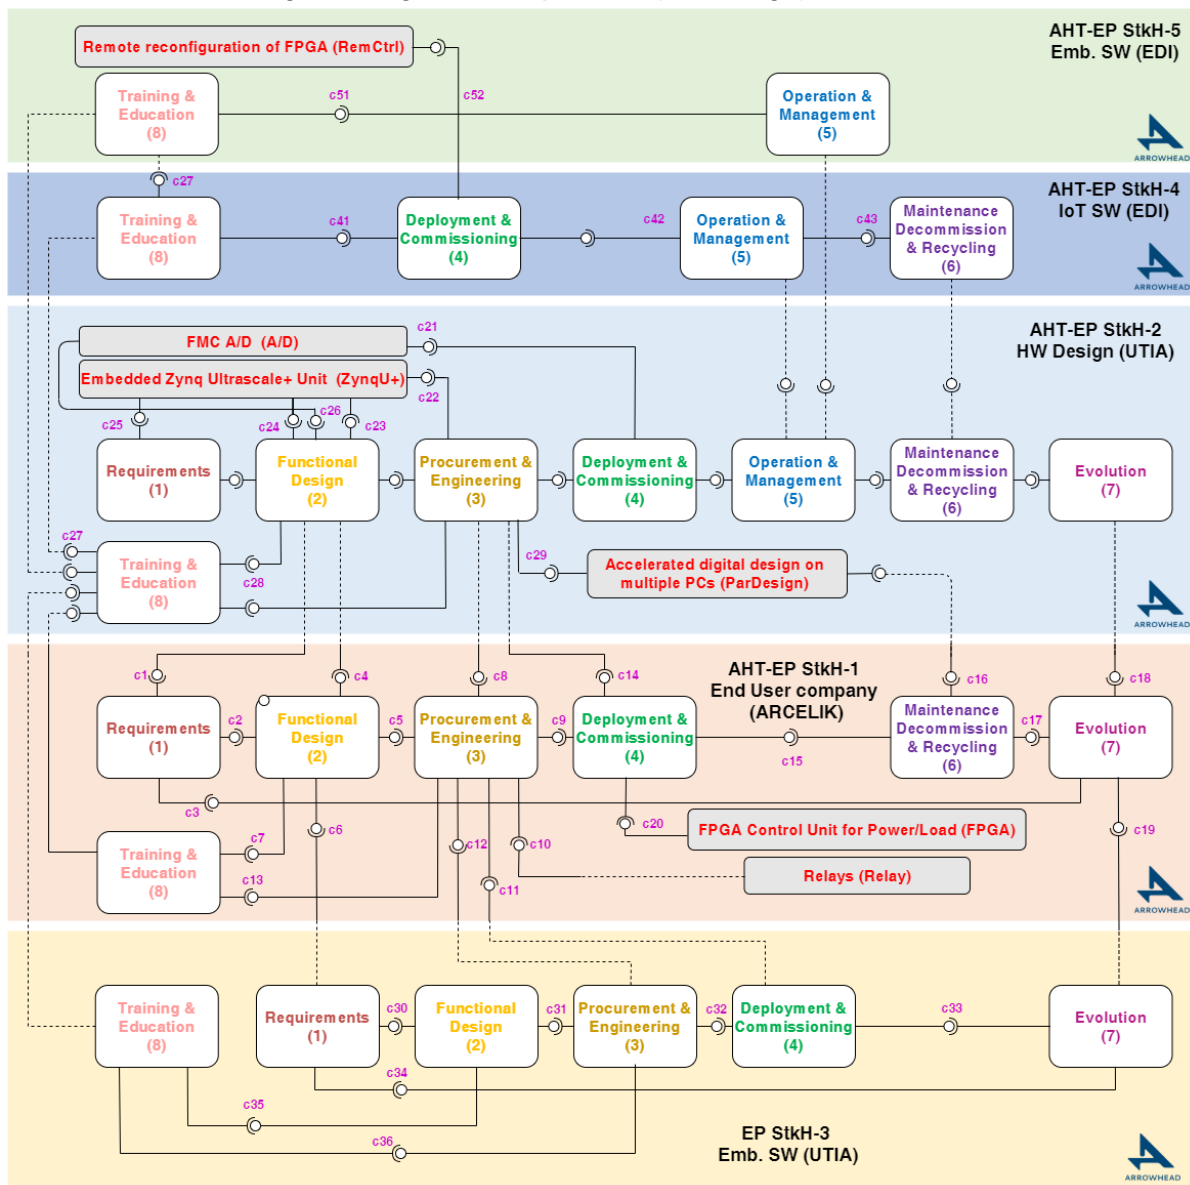 AHT-EP StkH-5
Emb. SW (EDI)
Remote reconfiguration of FPGA (RemCtrl)
c51
c52
Training &
Education
(8)
Operation &
Management
(5)
ARROWHEAD
c27
AHT-EP StkH-4
IoT SW (EDI)
Training &
Education
(8)
c41
Deployment &
Commissioning
(4)
c42
Operation &
Management
(5)
c43
Maintenance
Decommission
& Recycling
(6)
ARROWHEAD
AHT-EP StkH-2
HW Design (UTIA)
FMC A/D (A/D)
c21
Embedded Zynq Ultrascale+ Unit (ZynqU+)
c22
c25
c24
c26
c23
Requirements
(1)
Functional
Design
(2)
Procurement &
Engineering
(3)
Deployment &
Commissioning
(4)
Operation &
Management
(5)
Maintenance
Decommission
& Recycling
(6)
Evolution
(7)
c27
Training &
Education
(8)
c28
c29
Accelerated digital design on
multiple PCs (ParDesign)
ARROWHEAD
AHT-EP StkH-1
End User company
(ARCELIK)
c1
c4
c8
c14
c16
c18
Requirements
(1)
c2
Functional
Design
(2)
c5
Procurement &
Engineering
(3)
c9
Deployment &
Commissioning
(4)
c15
Maintenance
Decommission
& Recycling
(6)
c17
Evolution
(7)
c3
c6
c7
c12
c10
c20
c19
FPGA Control Unit for Power/Load (FPGA)
Training &
Education
(8)
c13
c11
Relays (Relay)
ARROWHEAD
Training &
Education
(8)
Requirements
(1)
c30
Functional
Design
(2)
c31
Procurement &
Engineering
(3)
c32
Deployment &
Commissioning
(4)
c33
Evolution
(7)
c34
c35
c36
EP StkH-3
Emb. SW (UTIA)
ARROWHEAD